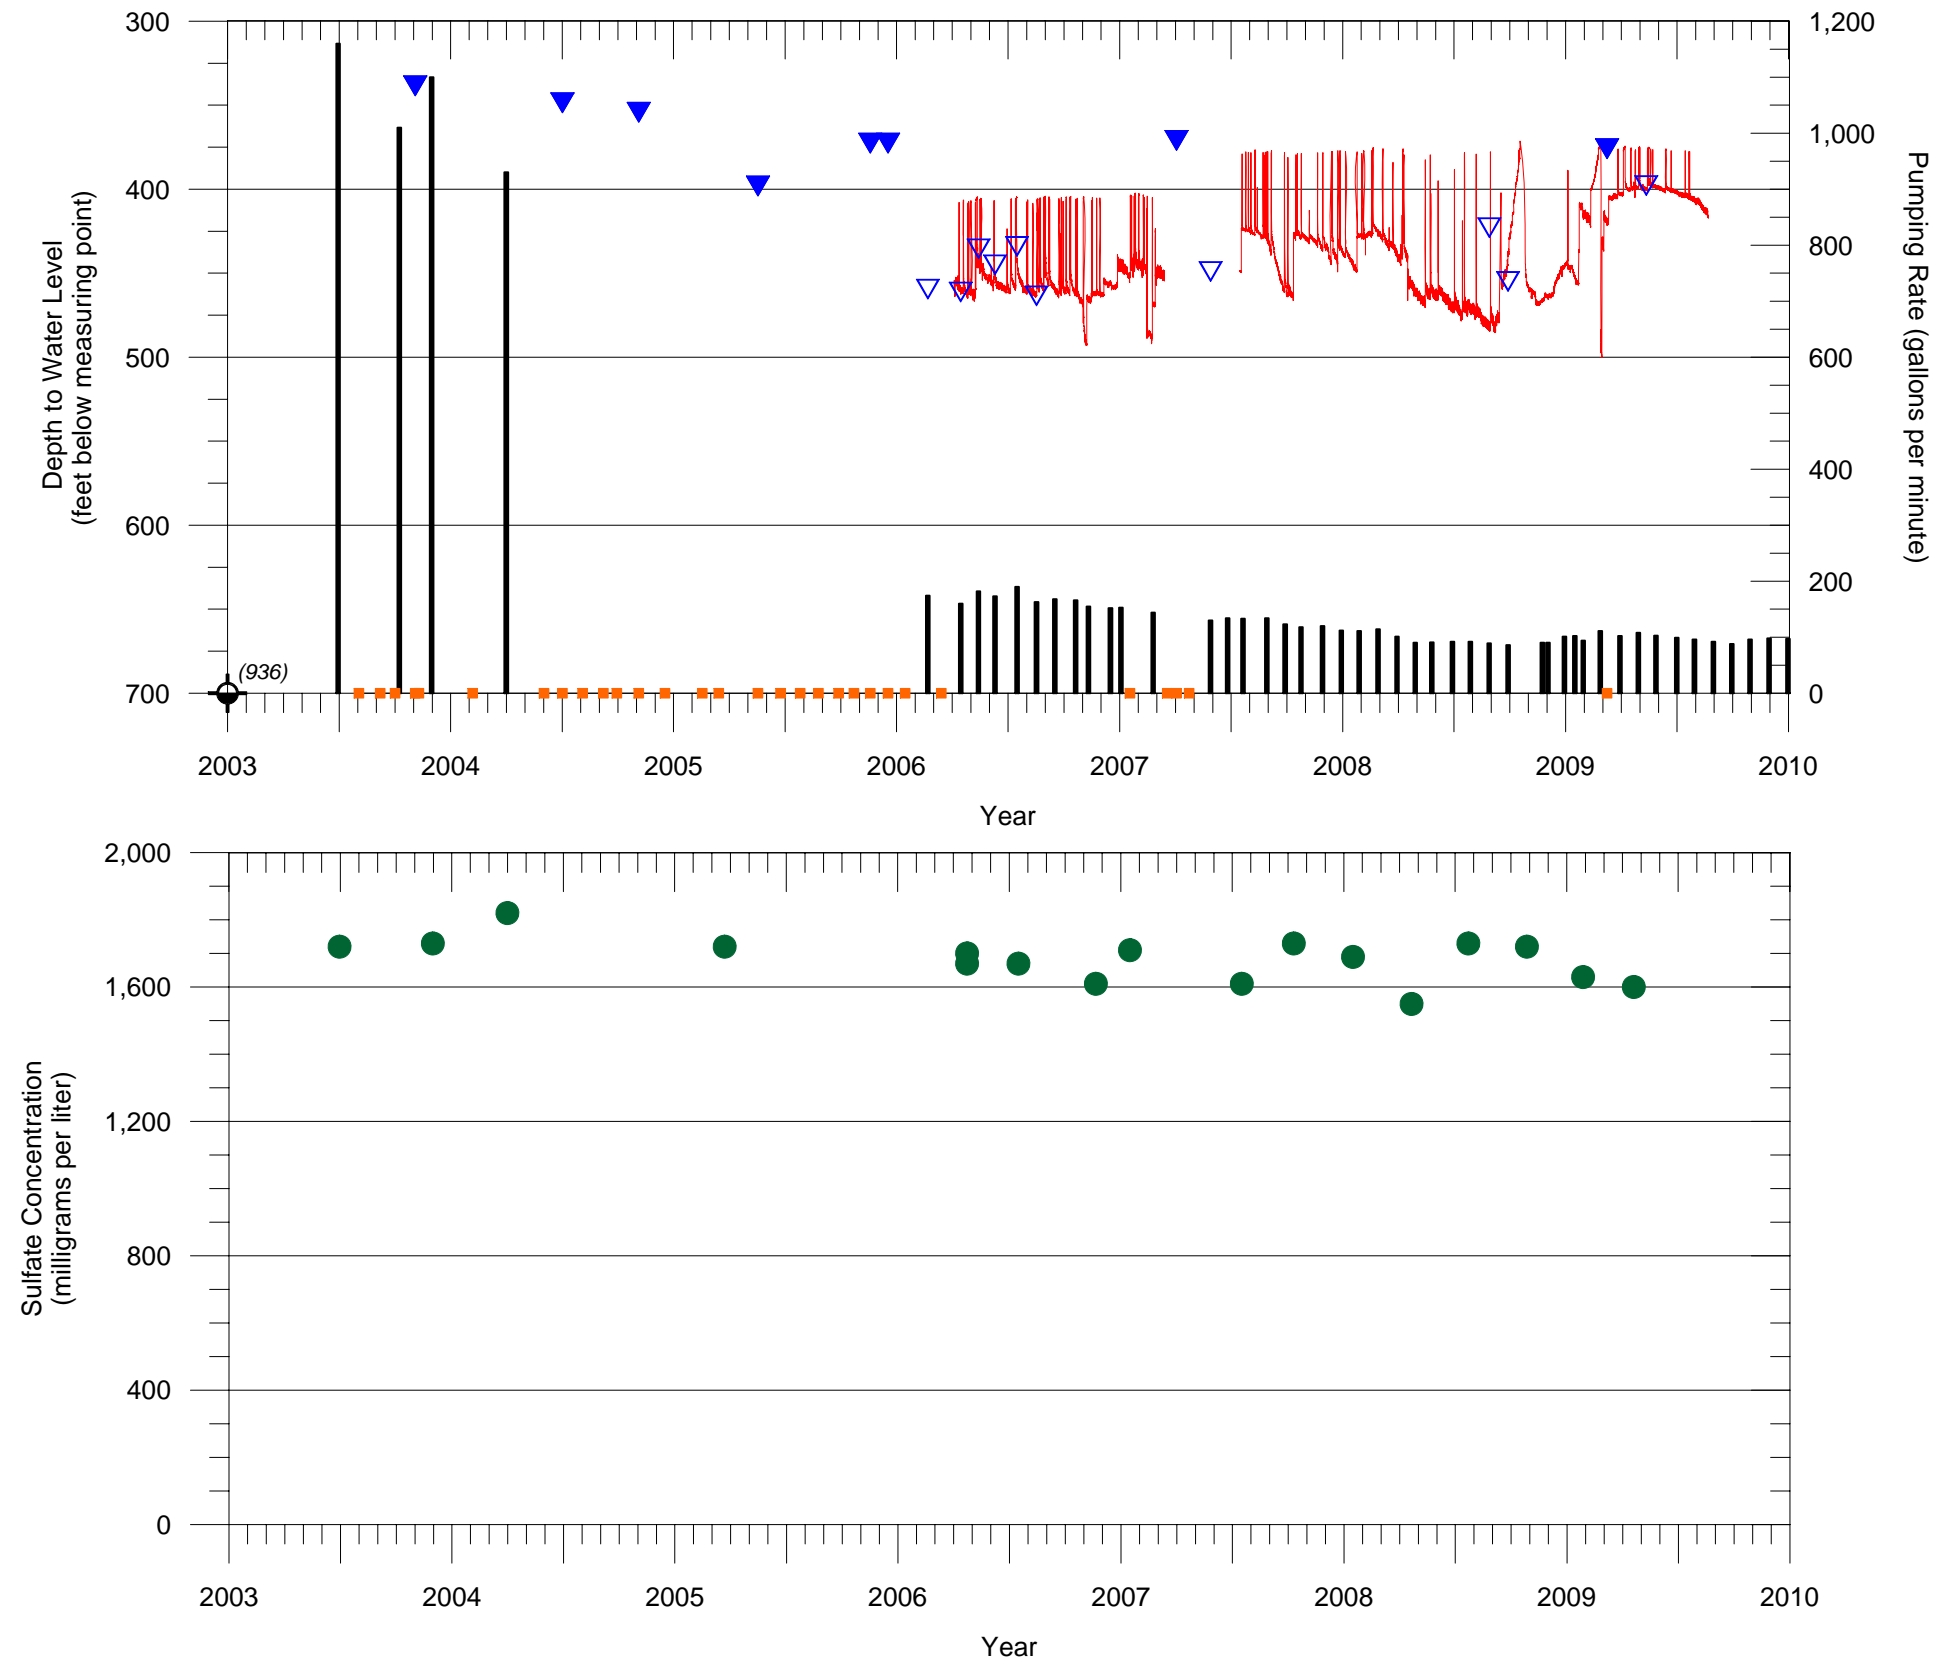 300
400
500
600
700
Depth to Water Level
(feet below measuring point)
1,200
1,000
800
600
400
200
0
Pumping Rate (gallons per minute)
(936)
2003 2004 2005 2006 2007 2008 2009 2010
Year
2,000
1,600
1,200
800
400
0
Sulfate Concentration
(milligrams per liter)
2003 2004 2005 2006 2007 2008 2009 2010
Year